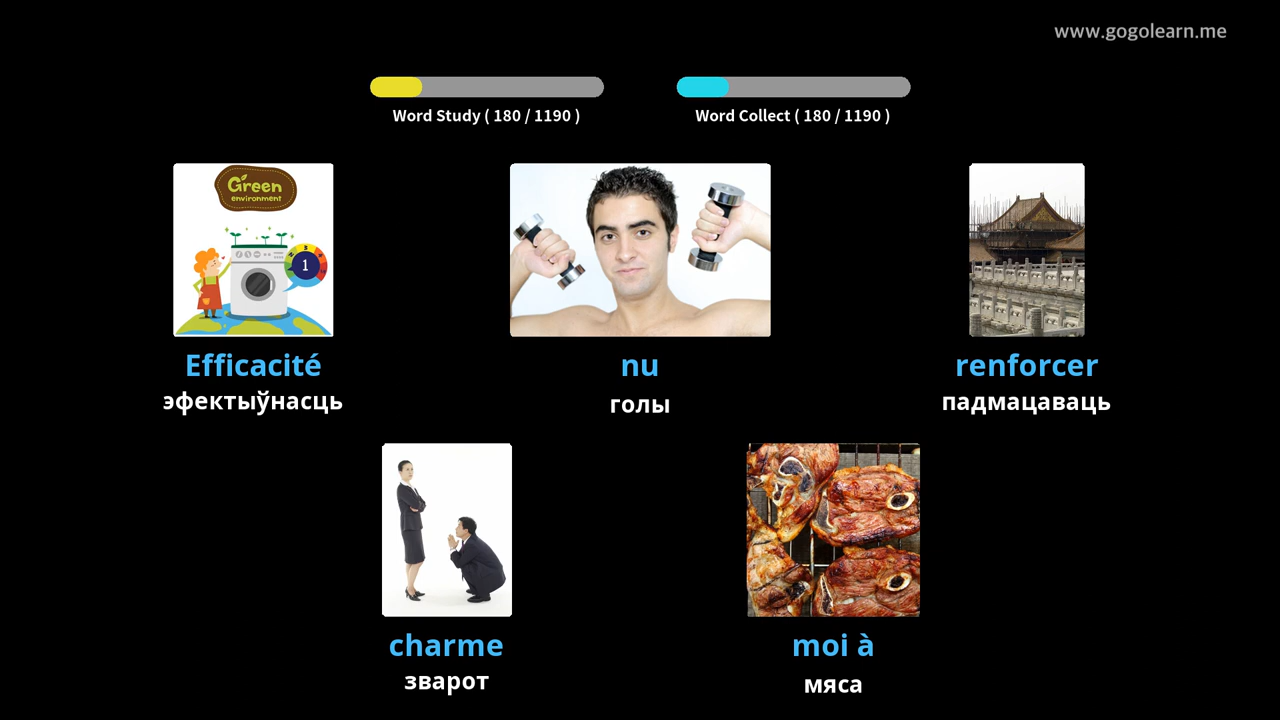 www.gogolearn.me
Word Study ( 180 / 1190 )
Word Collect ( 180 / 1190 )
Green
environment
1
Efficacité
эфектыўнасць
nu
голы
renforcer
падмацаваць
charme
зварот
moi à
мяса